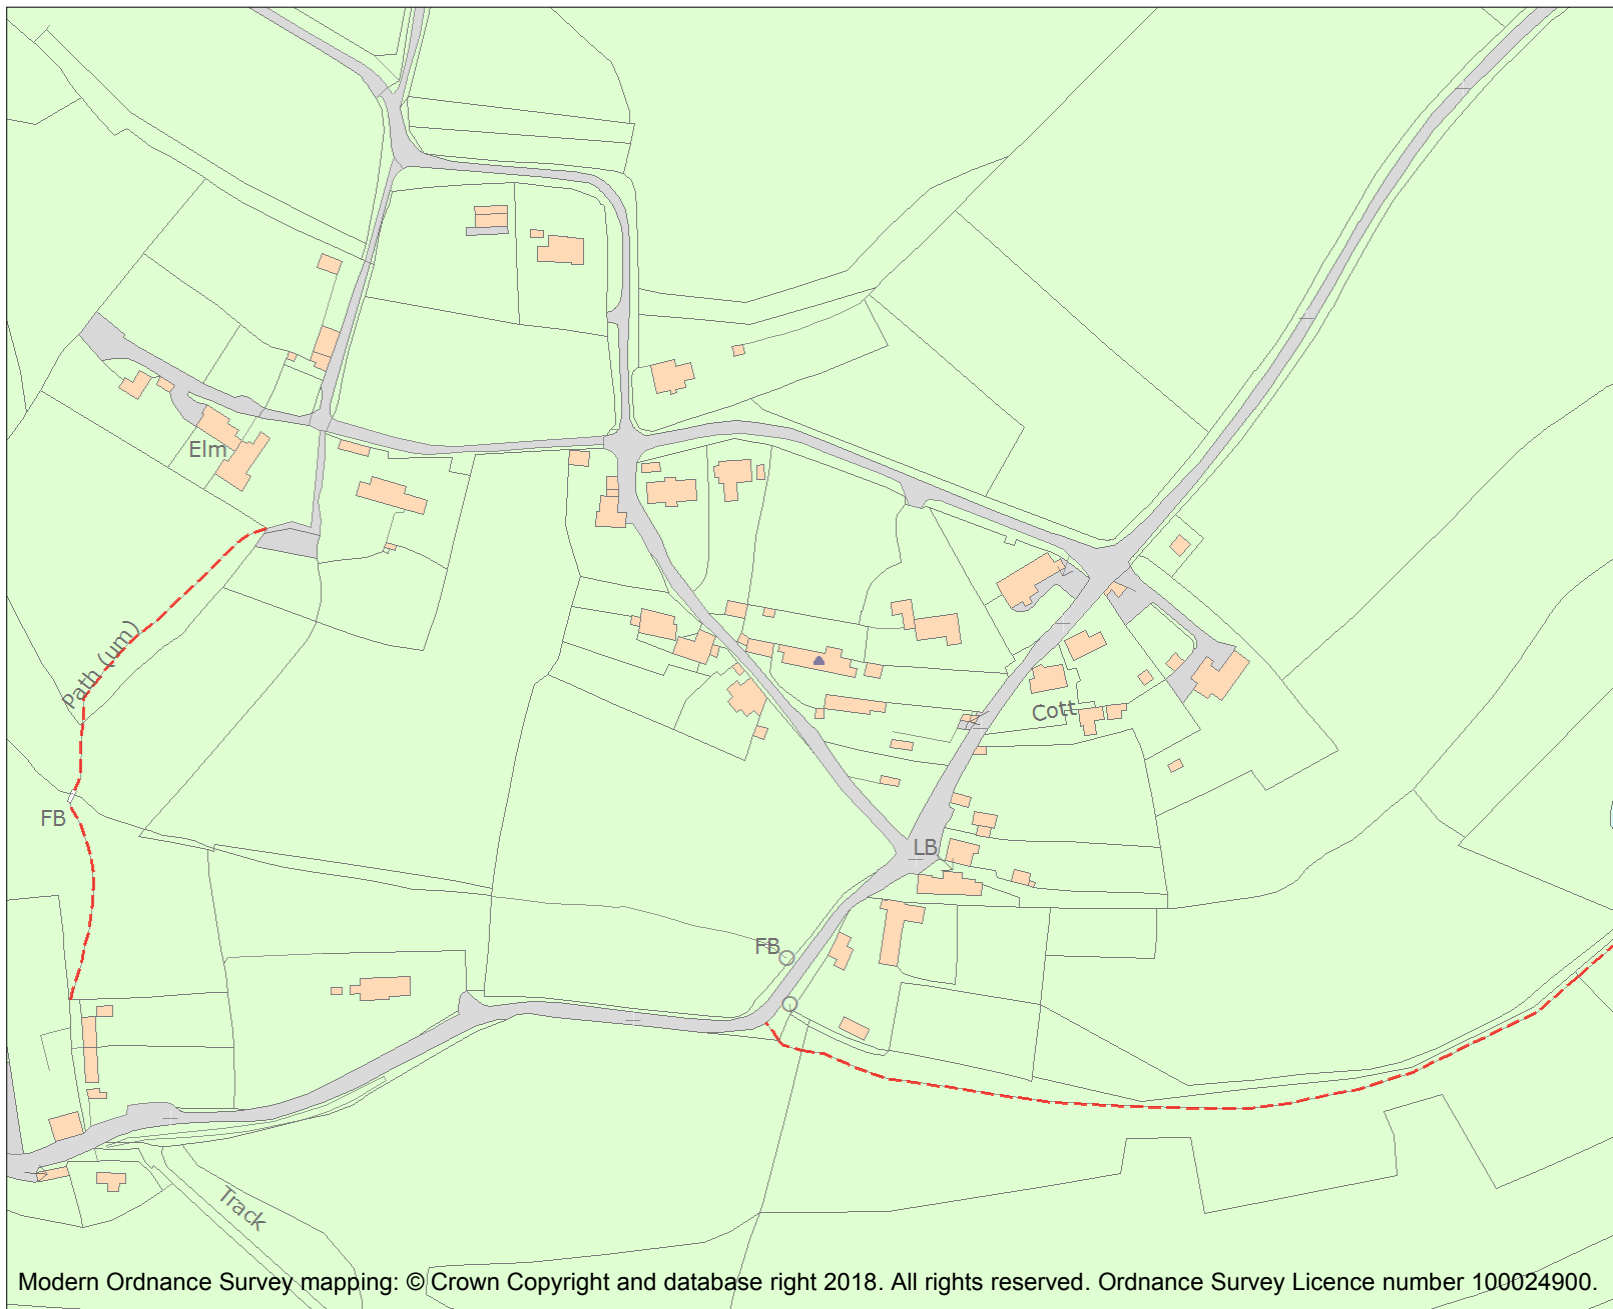 Elm
Path (um)
Cott
FB
LB
FB
Track
Modern Ordnance Survey mapping: © Crown Copyright and database right 2018. All rights reserved. Ordnance Survey Licence number 100024900.